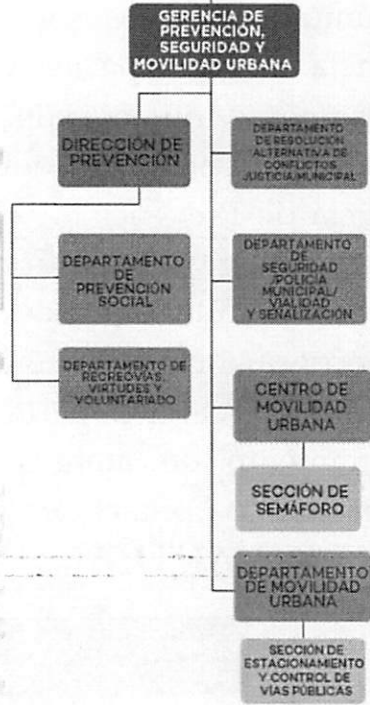 GERENCIA DE
PREVENCIÓN,
SEGURIDAD Y
MOVILIDAD URBANA
DIRECCIÓN DE
PREVENCIÓN
DEPARTAMENTO
DE
PREVENCIÓN
SOCIAL
DEPARTAMENTO DE
RECREOVÍAS,
VIRTUDES Y
VOLUNTARIADO
DEPARTAMENTO
DE RESOLUCIÓN
ALTERNATIVA DE
CONFLICTOS
JUSTICIA/MUNICIPAL
DEPARTAMENTO
DE
SEGURIDAD
/POLICÍA
MUNICIPAL/
VIALIDAD
Y SEÑALIZACIÓN
CENTRO DE
MOVILIDAD
URBANA
SECCIÓN DE
SEMÁFORO
DEPARTAMENTO
DE MOVILIDAD
URBANA
SECCIÓN DE
ESTACIONAMIENTO
Y CONTROL DE
VÍAS PÚBLICAS